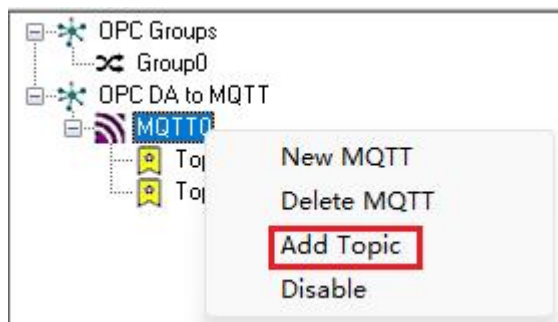 OPC Groups
Group0
OPC DA to MQTT
MQTT0
New MQTT
Delete MQTT
Add Topic
Disable